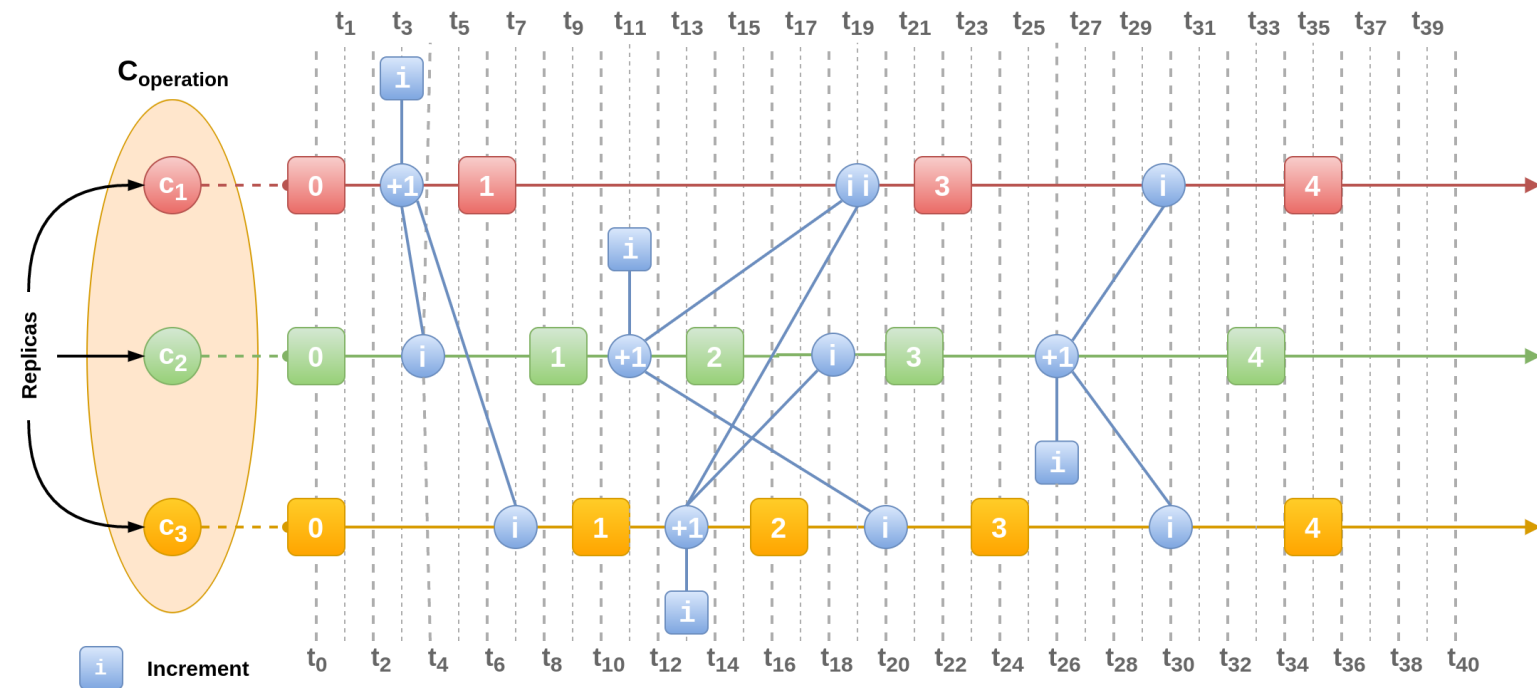 t1 t3 t5 t7 t9 t11 t13 t15 t17 t19 t21 t23 t25 t27 t29 t31 t33 t35 t37 t39
Coperation
i
c1 0 +1 1 i i 3 i 4
i
Replicas
c2 0 i 1 +1 2 i 3 +1 4
i
c3 0 i 1 +1 2 i 3 i 4
i
t0 t2 t4 t6 t8 t10 t12 t14 t16 t18 t20 t22 t24 t26 t28 t30 t32 t34 t36 t38 t40
i Increment